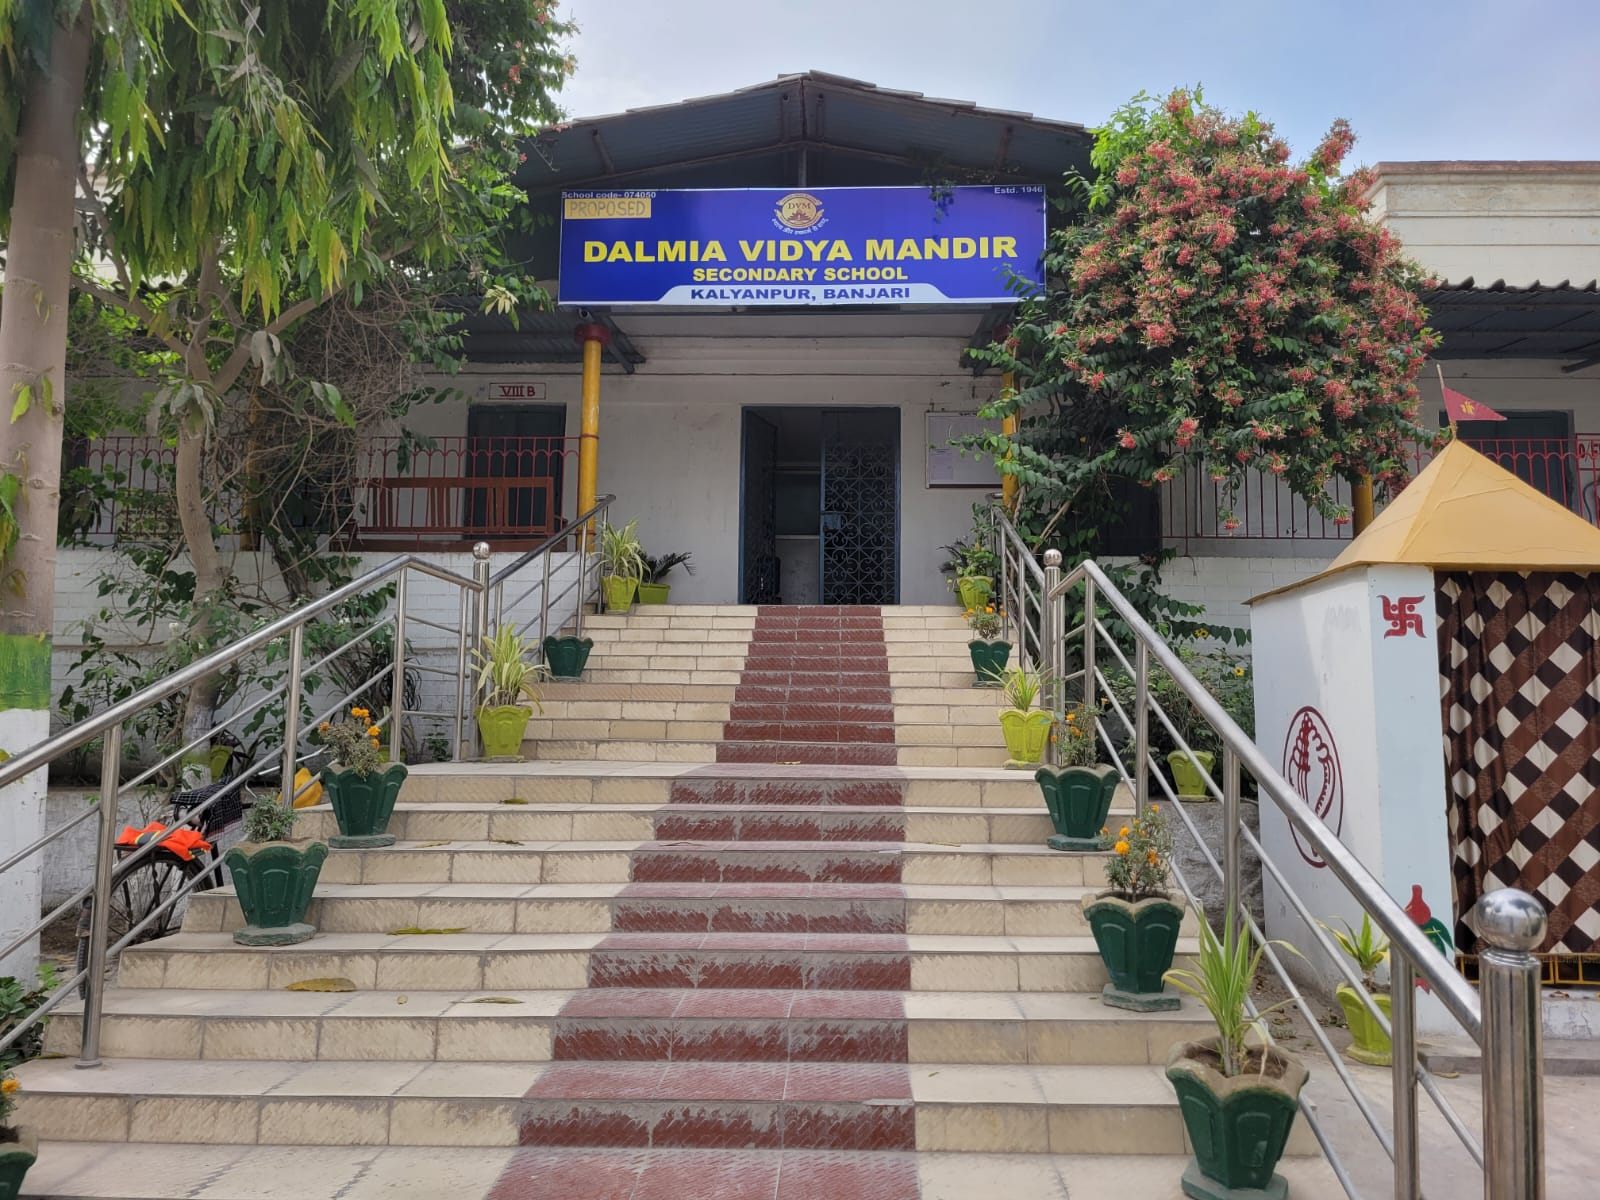 School code- 074050
Estd. 1946
PROPOSED
DVM
DALMIA VIDYA MANDIR
SECONDARY SCHOOL
KALYANPUR, BANJARI
VIII B